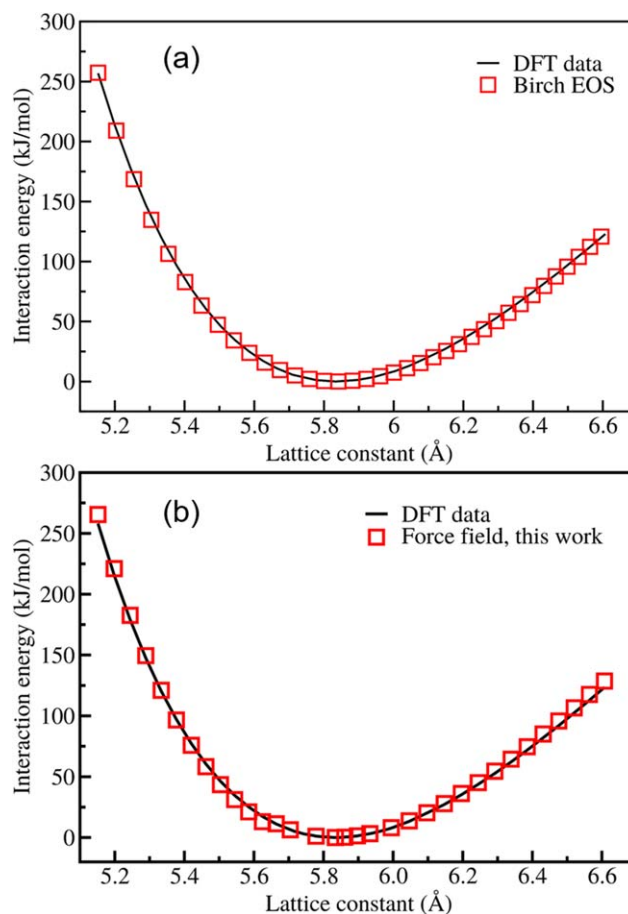 300
(a)
DFT data
Birch EOS
250
200
150
100
50
0
Interaction energy (kJ/mol)
5.2 5.4 5.6 5.8 6 6.2 6.4 6.6
Lattice constant (Å)
300
(b)
DFT data
Force field, this work
250
200
150
100
50
0
Interaction energy (kJ/mol)
5.2 5.4 5.6 5.8 6.0 6.2 6.4 6.6
Lattice constant (Å)